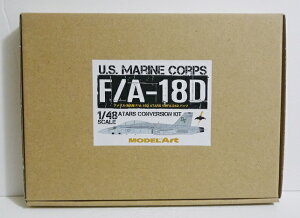 U.S. MARINE CORPS
F/A-18D
1/48
SCALE
ATARS CONVERSION KIT
MODEL Art